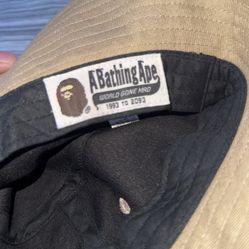 A Bathing Ape
WORLD GONE MAD
1993 TO 2093